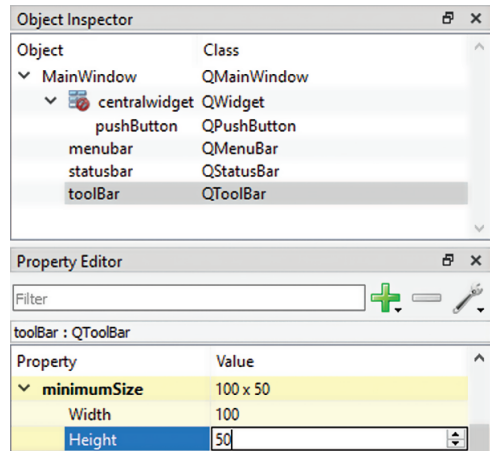 Object Inspector
Object Class
MainWindow QMainWindow
centralwidget QWidget
pushButton QPushButton
menubar QMenuBar
statusbar QStatusBar
toolBar QToolBar
Property Editor
Filter
toolBar : QToolBar
Property Value
minimumSize 100 x 50
Width 100
Height 50